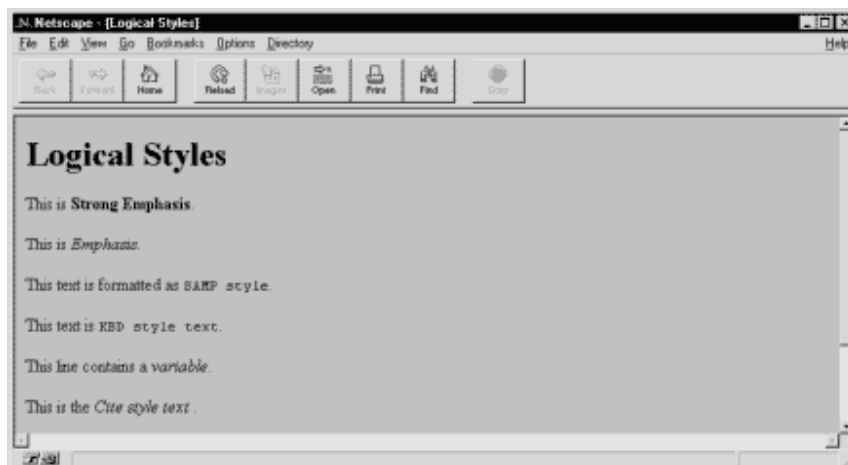 Netscape - [Logical Styles]
File Edit View Go Bookmarks Options Directory Help
Back Forward Home Reload Images Open Print Find Stop
Logical Styles
This is Strong Emphasis.
This is Emphasis.
This text is formatted as SAMP style.
This text is KBD style text.
This line contains a variable.
This is the Cite style text .